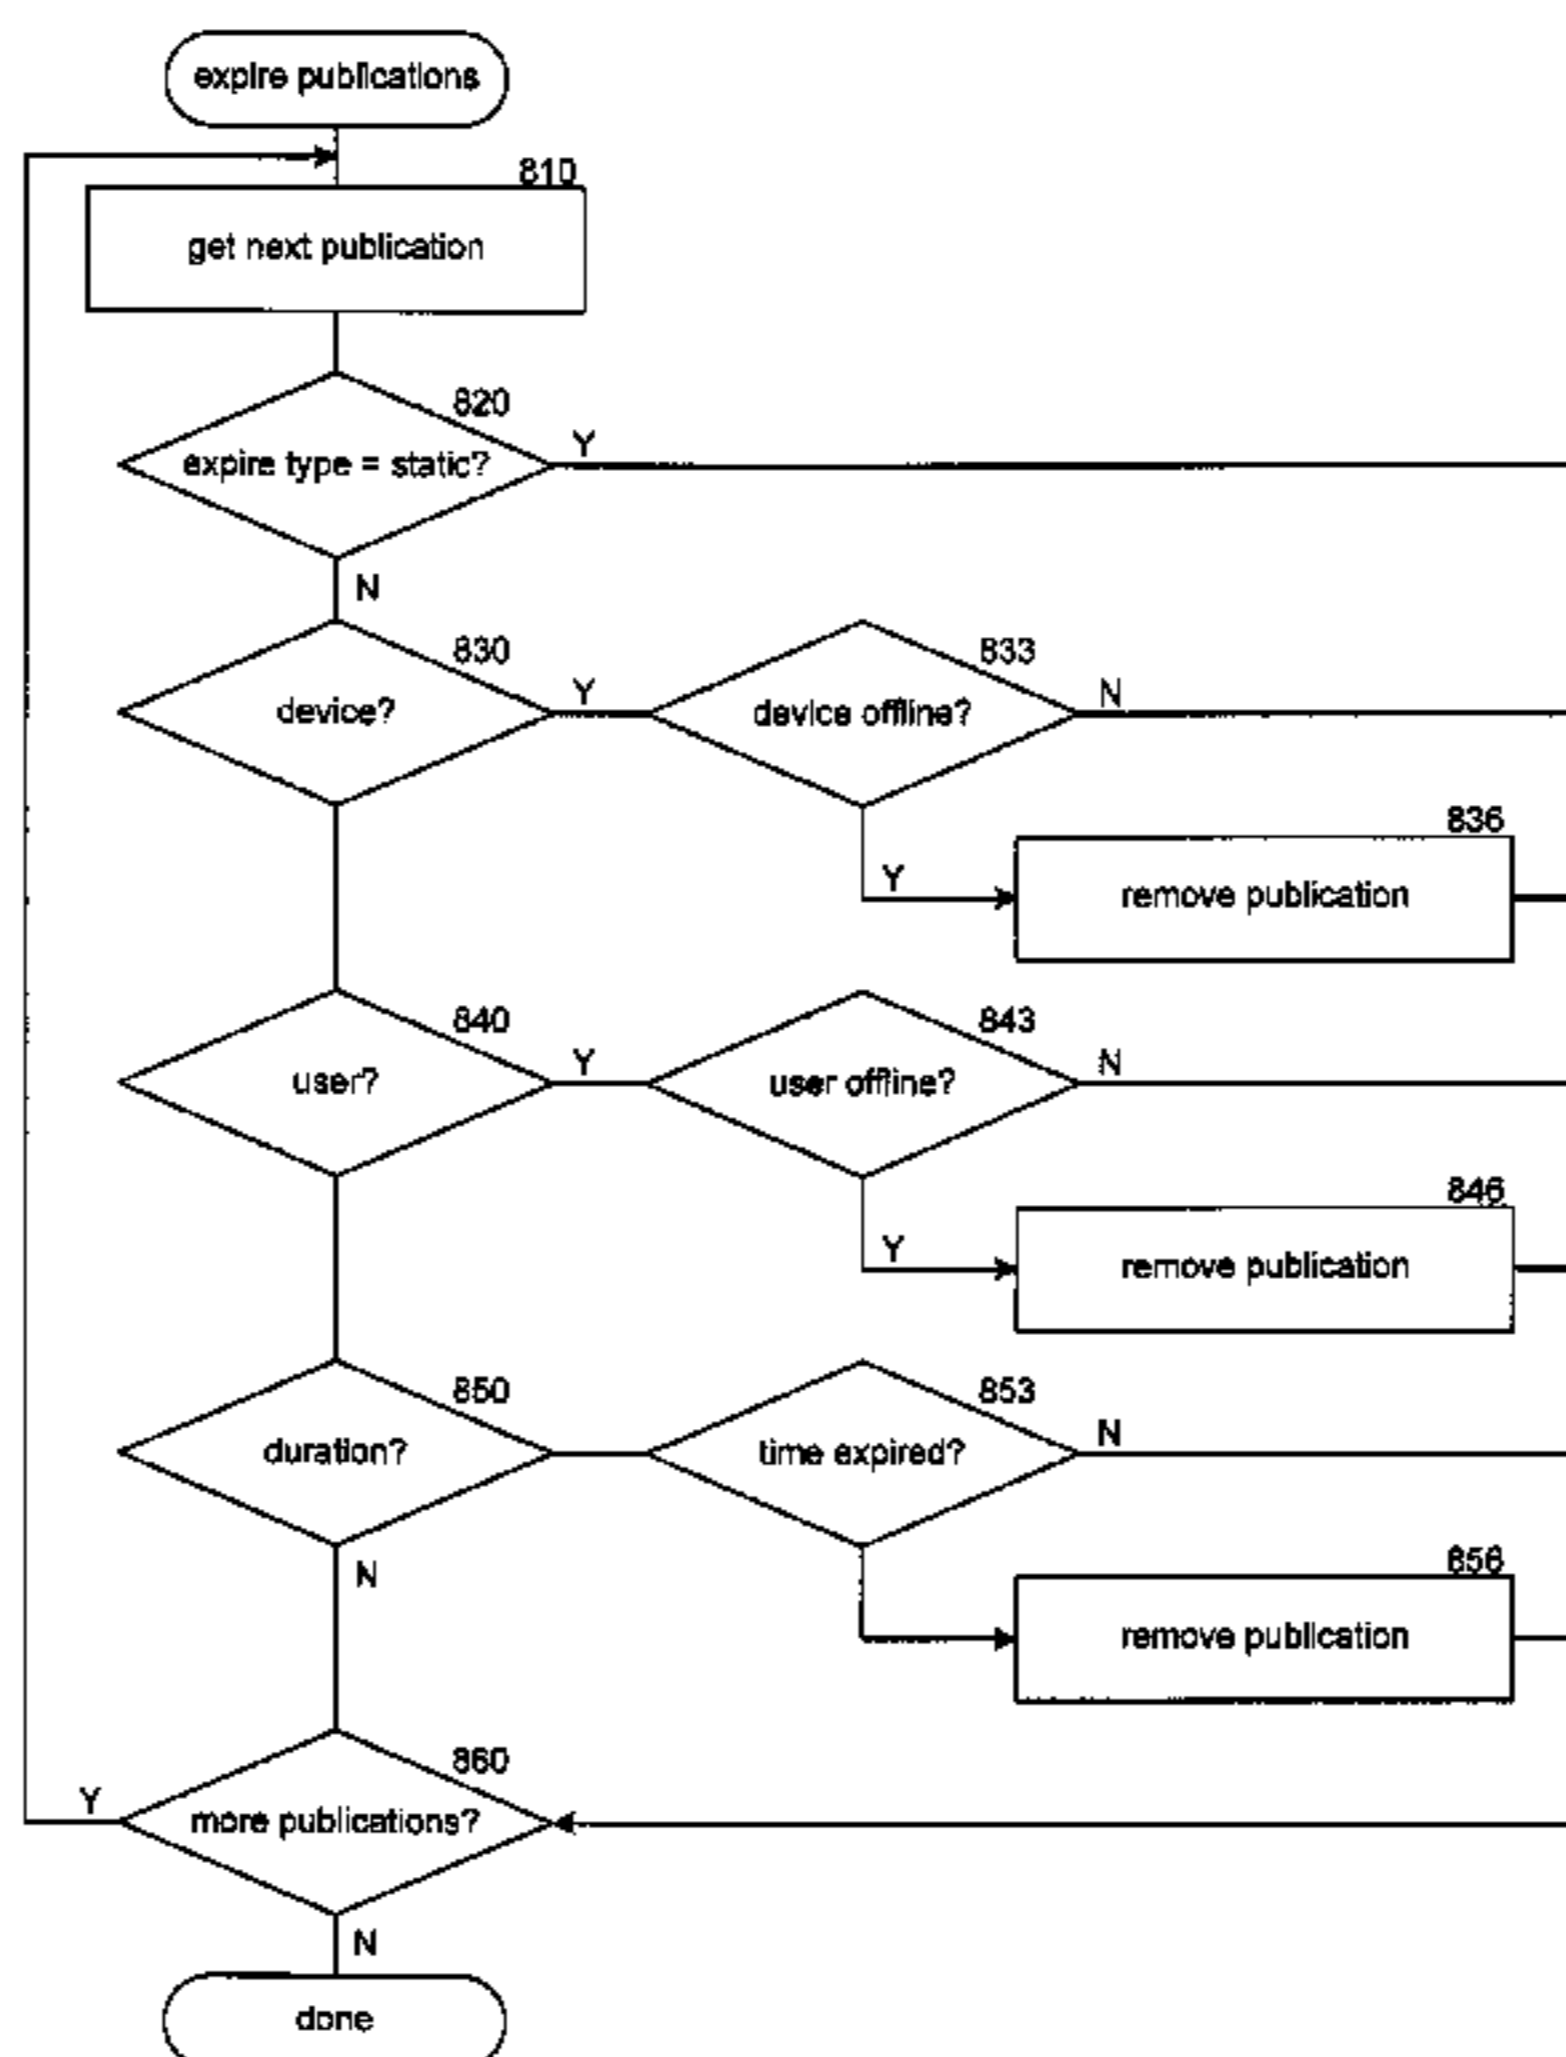 expire publications
810
get next publication
820
expire type = static?
Y
N
830
device?
Y
833
device offline?
N
836
Y
remove publication
840
user?
Y
843
user offline?
N
846
Y
remove publication
850
duration?
853
time expired?
N
856
remove publication
N
860
more publications?
Y
N
done